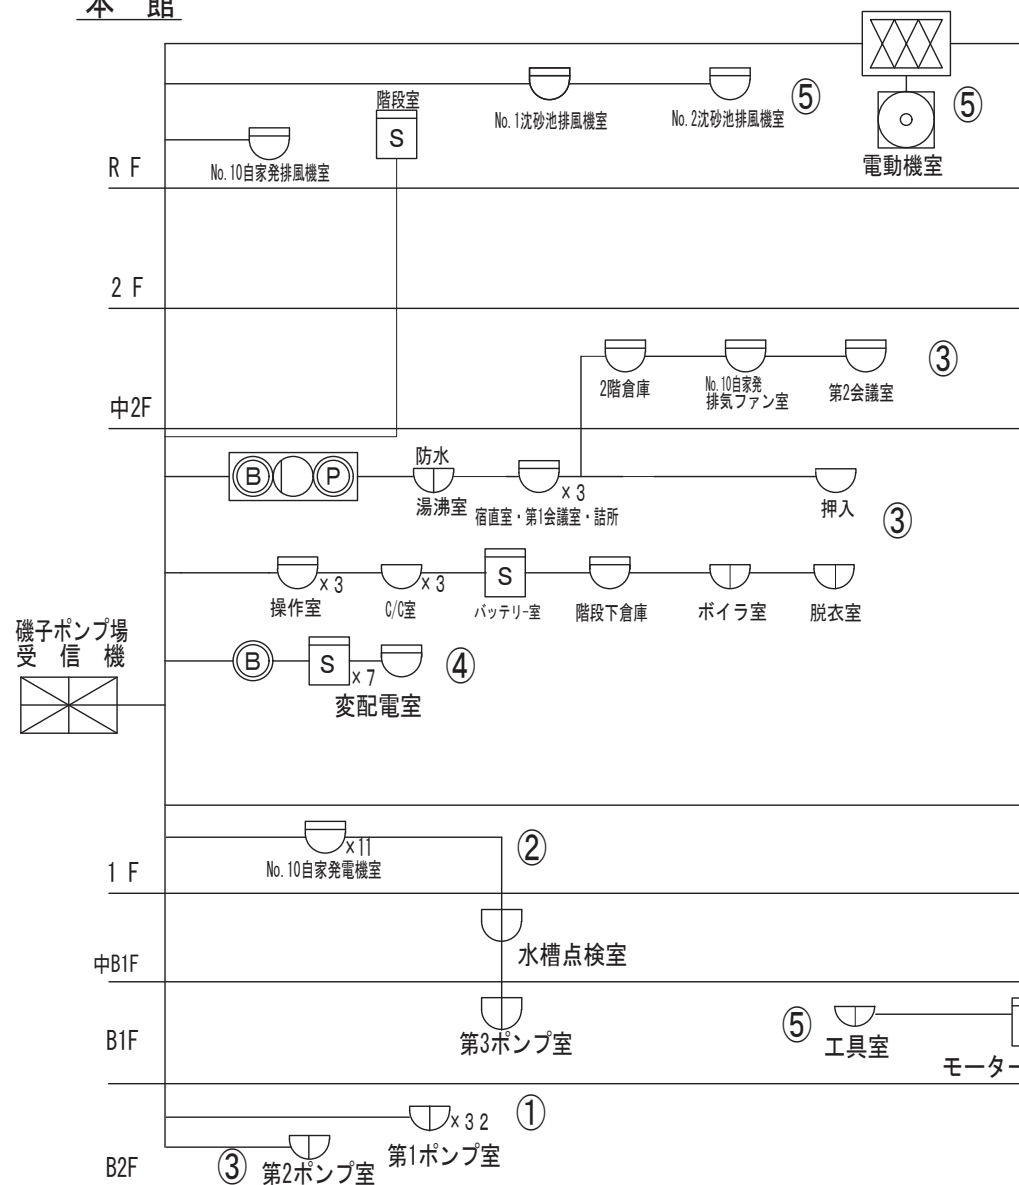 本 館
階段室
S
No.1沈砂池排風機室
No.2沈砂池排風機室
⑤
⑤
No.10自家発排風機室
電動機室
R F
2 F
2階倉庫
No.10自家発
排気ファン室
第2会議室
③
中2F
B
P
防水
湯沸室
×3
宿直室・第1会議室・詰所
押入
③
×3
操作室
×3
C/C室
S
バッテリー室
階段下倉庫
ボイラ室
脱衣室
磯子ポンプ場
受 信 機
B
S
×7
④
変配電室
×11
No.10自家発電機室
②
1 F
水槽点検室
中B1F
第3ポンプ室
B1F
⑤
工具室
モーター
×32
①
第1ポンプ室
③
第2ポンプ室
B2F